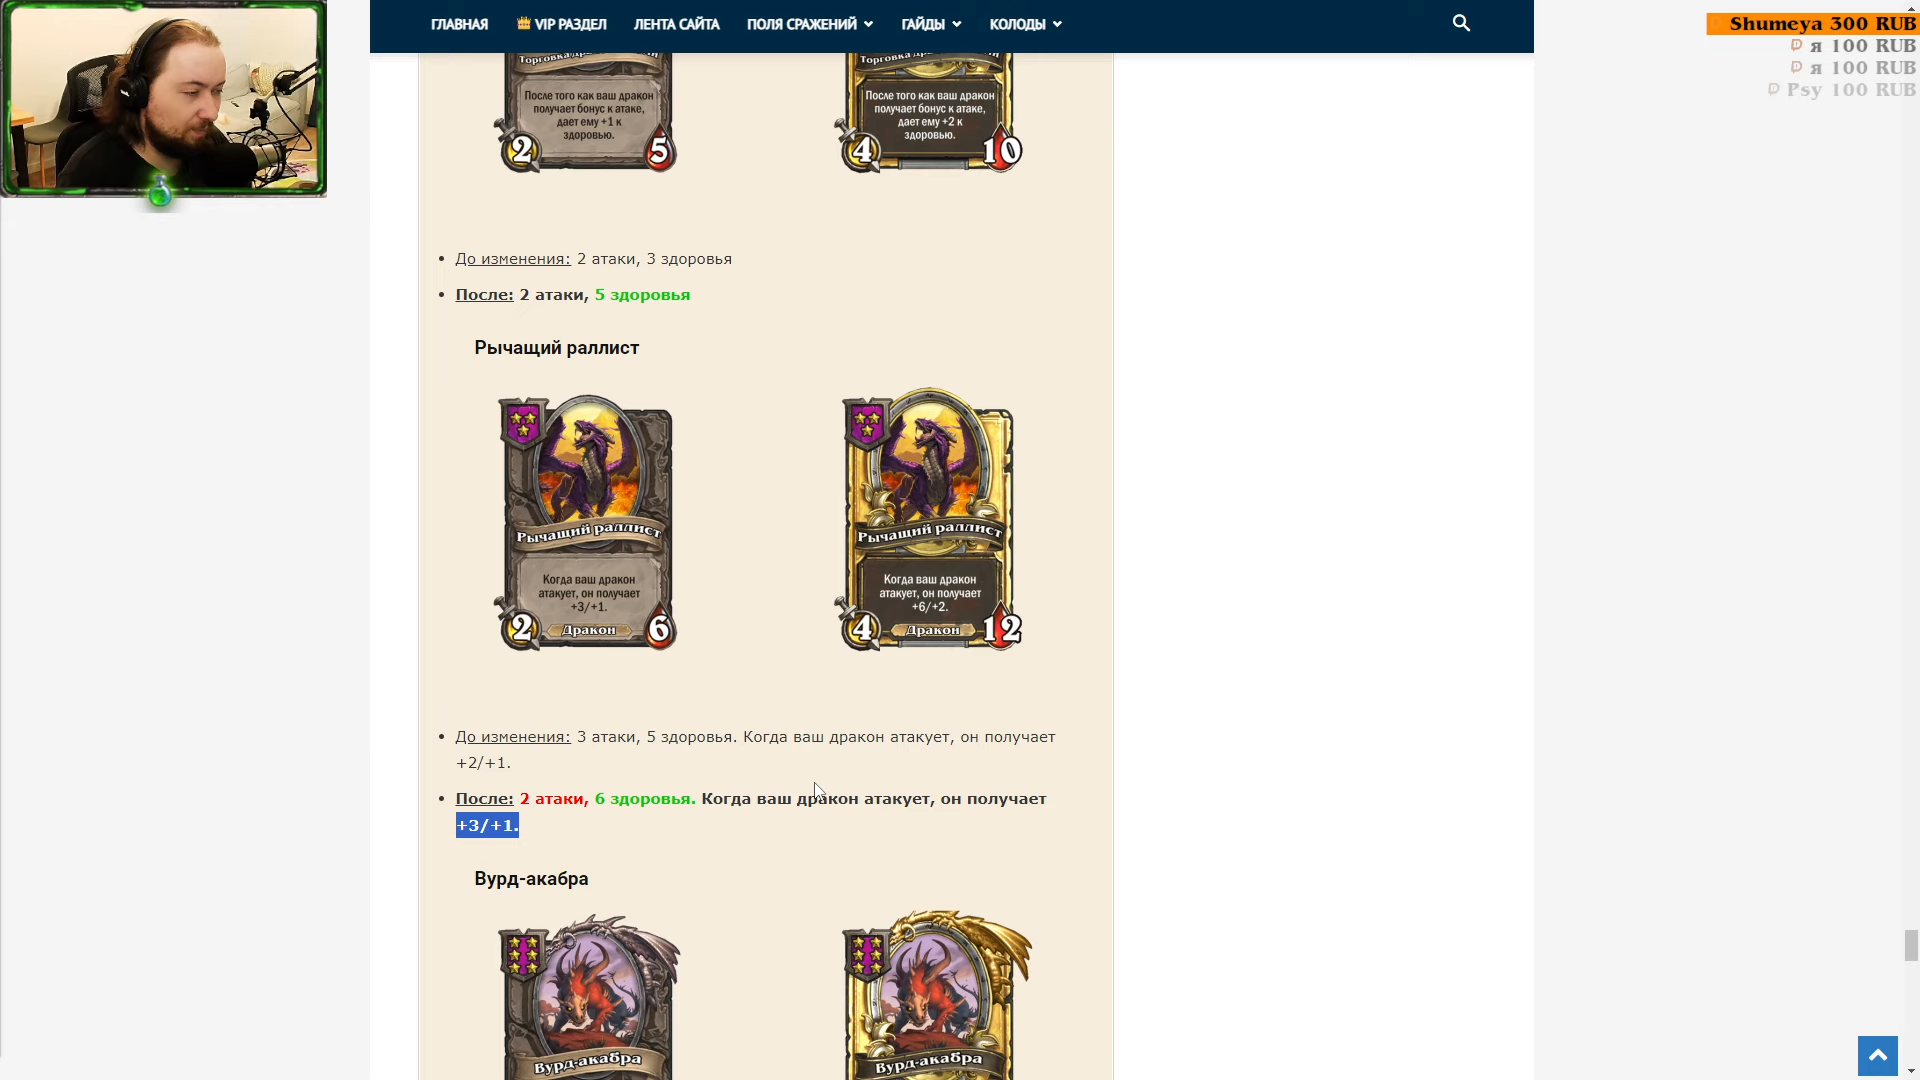 ГЛАВНАЯ VIP РАЗДЕЛ ЛЕНТА САЙТА ПОЛЯ СРАЖЕНИЙ ГАЙДЫ КОЛОДЫ
Shumeya 300 RUB
я 100 RUB
я 100 RUB
Psy 100 RUB
После того как ваш дракон
получает бонус к атаке,
дает ему +1 к
здоровью.
2 5
После того как ваш дракон
получает бонус к атаке,
дает ему +2 к
здоровью.
4 10
• До изменения: 2 атаки, 3 здоровья
• После: 2 атаки, 5 здоровья
Рычащий раллист
Рычащий раллист
Когда ваш дракон
атакует, он получает
+3/+1.
2 Дракон 6
Рычащий раллист
Когда ваш дракон
атакует, он получает
+6/+2.
4 Дракон 12
• До изменения: 3 атаки, 5 здоровья. Когда ваш дракон атакует, он получает
+2/+1.
• После: 2 атаки, 6 здоровья. Когда ваш дракон атакует, он получает
+3/+1.
Вурд-акабра
Вурд-акабра
Вурд-акабра